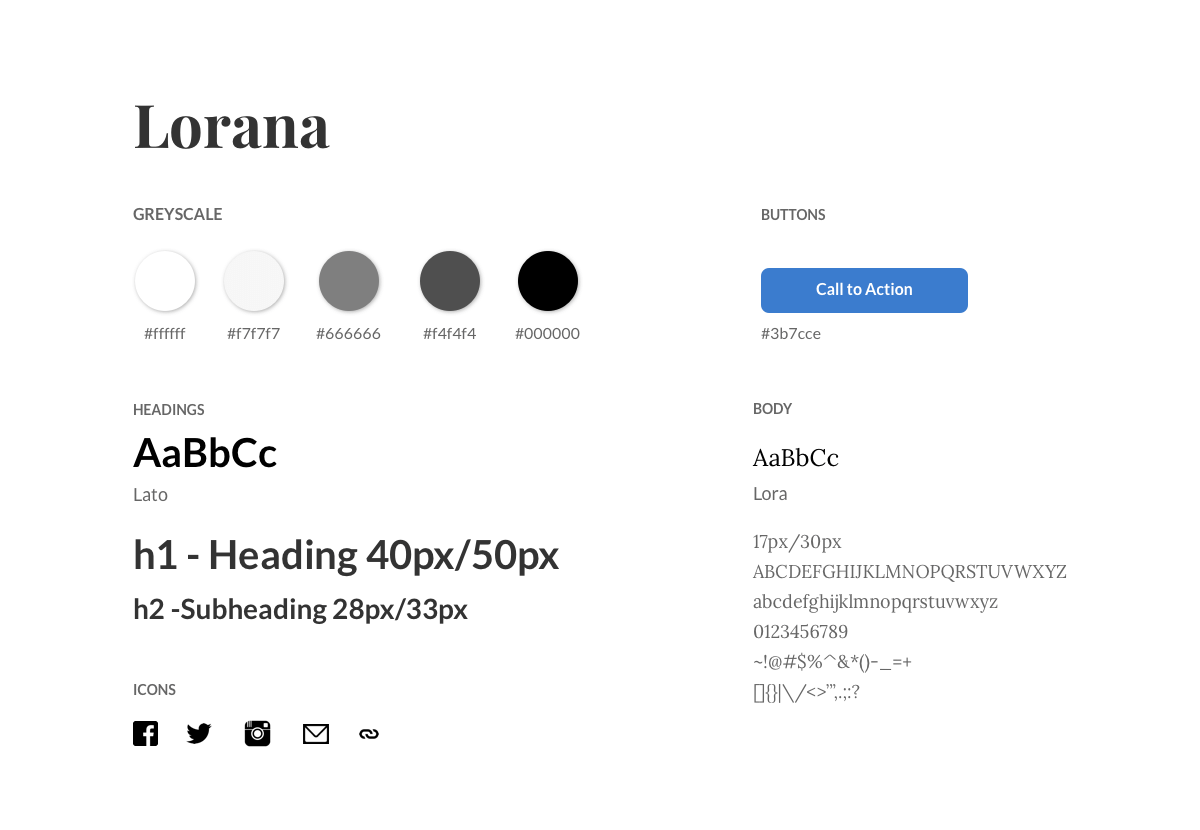 Lorana
GREYSCALE
#ffffff #f7f7f7 #666666 #f4f4f4 #000000
BUTTONS
Call to Action
#3b7cce
HEADINGS
AaBbCc
Lato
h1 - Heading 40px/50px
h2 -Subheading 28px/33px
ICONS
BODY
AaBbCc
Lora
17px/30px
ABCDEFGHIJKLMNOPQRSTUVWXYZ
abcdefghijklmnopqrstuvwxyz
0123456789
~!@#$%^&*()-_=+
[]{}|\/<>’”,.;:?